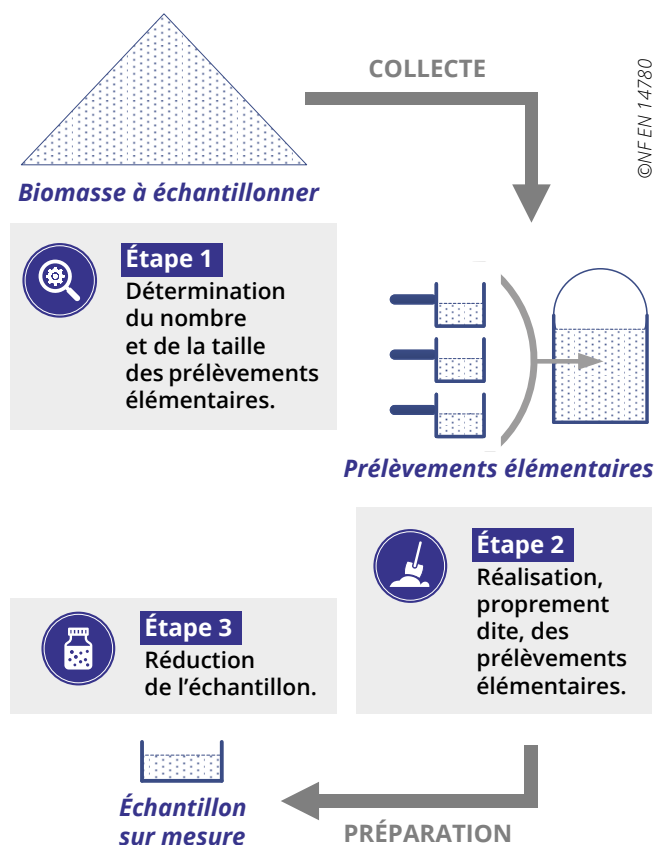 COLLECTE
©NF EN 14780
Biomasse à échantillonner
Étape 1
Détermination
du nombre
et de la taille
des prélèvements
élémentaires.
Prélèvements élémentaires
Étape 2
Réalisation,
proprement
dite, des
prélèvements
élémentaires.
Étape 3
Réduction
de l’échantillon.
Échantillon
sur mesure
PRÉPARATION